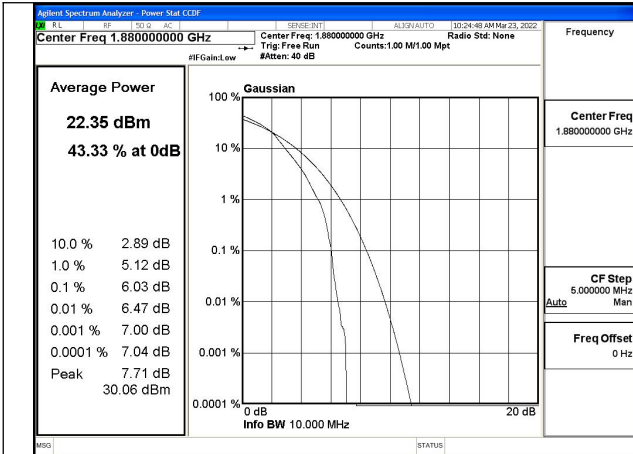 Agilent Spectrum Analyzer - Power Stat CCDF
RL RF 50 Ω AC SENSE:INT ALIGN AUTO 10:24:48 AM Mar 23, 2022
Center Freq 1.880000000 GHz
Center Freq: 1.880000000 GHz Radio Std: None
Trig: Free Run Counts:1.00 M/1.00 Mpt
#IFGain:Low #Atten: 40 dB
Frequency
Average Power
22.35 dBm
43.33 % at 0dB
10.0 % 2.89 dB
1.0 % 5.12 dB
0.1 % 6.03 dB
0.01 % 6.47 dB
0.001 % 7.00 dB
0.0001 % 7.04 dB
Peak 7.71 dB
30.06 dBm
Gaussian
100 %
10 %
1 %
0.1 %
0.01 %
0.001 %
0.0001 %
0 dB 20 dB
Info BW 10.000 MHz
Center Freq
1.880000000 GHz
CF Step
5.000000 MHz
Auto Man
Freq Offset
0 Hz
MSG STATUS